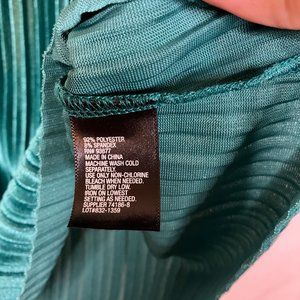 92% POLYESTER
8% SPANDEX
RN# 93677
MADE IN CHINA
MACHINE WASH COLD
SEPARATELY
USE ONLY NON-CHLORINE
BLEACH WHEN NEEDED.
TUMBLE DRY LOW.
IRON ON LOWEST
SETTING AS NEEDED.
SUPPLIER 74186-8
LOT#832-1359